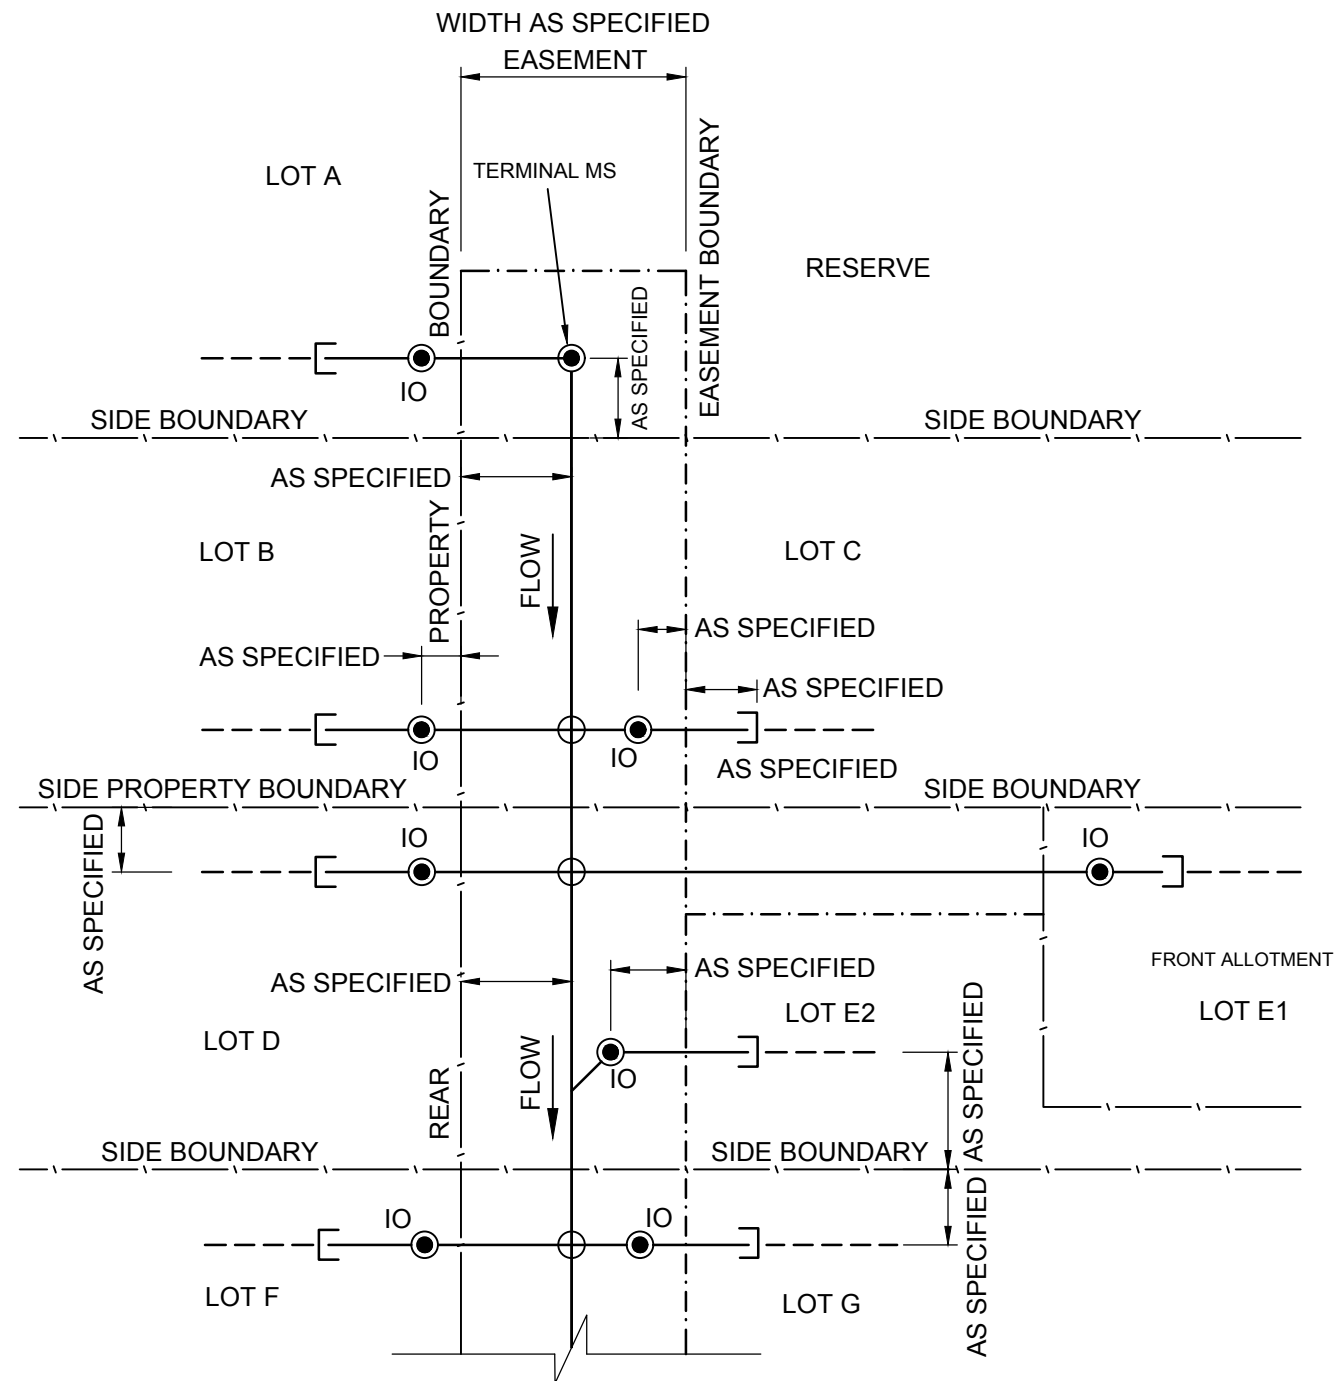 WIDTH AS SPECIFIED
EASEMENT
LOT A
TERMINAL MS
BOUNDARY
EASEMENT BOUNDARY
RESERVE
AS SPECIFIED
IO
SIDE BOUNDARY
SIDE BOUNDARY
AS SPECIFIED
LOT B
PROPERTY
FLOW
LOT C
AS SPECIFIED
AS SPECIFIED
AS SPECIFIED
IO
IO
AS SPECIFIED
SIDE PROPERTY BOUNDARY
SIDE BOUNDARY
AS SPECIFIED
IO
IO
AS SPECIFIED
AS SPECIFIED
FRONT ALLOTMENT
LOT E1
LOT E2
LOT D
REAR
FLOW
IO
AS SPECIFIED
SIDE BOUNDARY
SIDE BOUNDARY
IO
IO
AS SPECIFIED
LOT F
LOT G